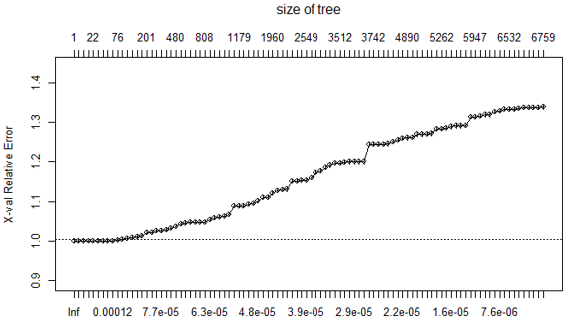 size of tree
1 22 76 201 480 808 1179 1960 2549 3512 3742 4890 5262 5947 6532 6759
X-val Relative Error
1.4
1.3
1.2
1.1
1.0
0.9
Inf 0.00012 7.7e-05 6.3e-05 4.8e-05 3.9e-05 2.9e-05 2.2e-05 1.6e-05 7.6e-06